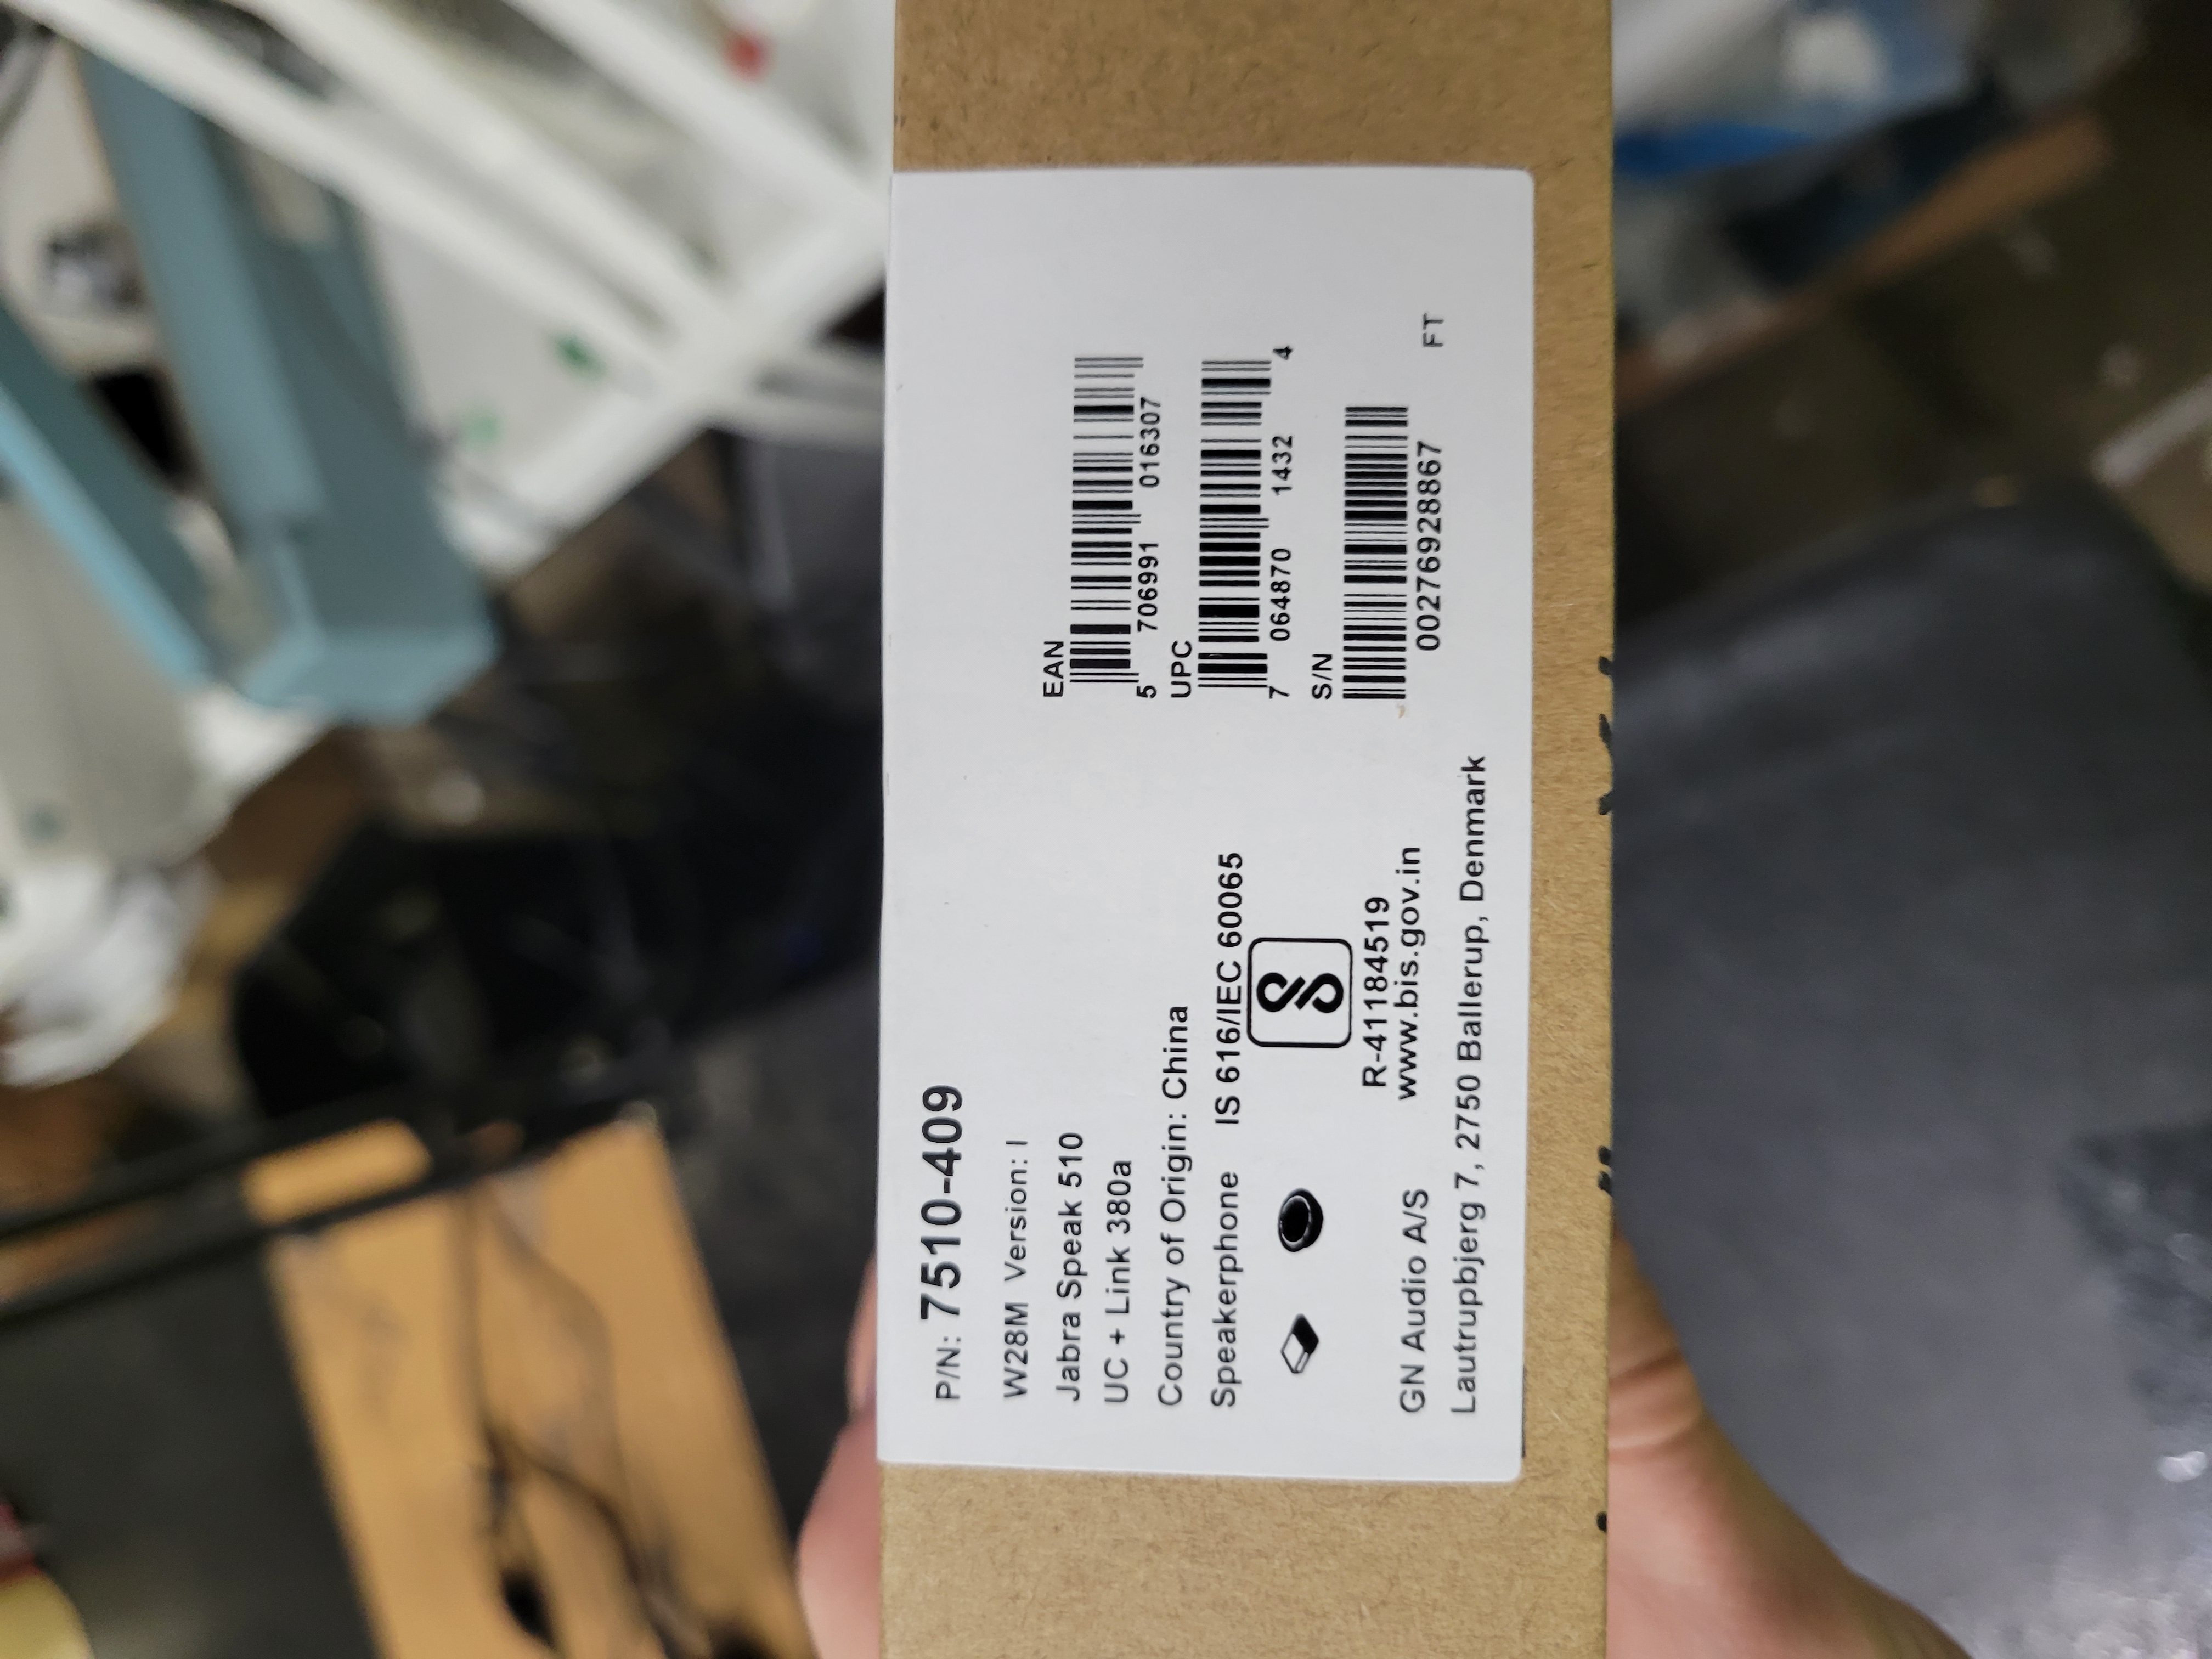 P/N: 7510-409
W28M Version: I
Jabra Speak 510
UC + Link 380a
Country of Origin: China
Speakerphone IS 616/IEC 60065
R-41184519
www.bis.gov.in
GN Audio A/S
Lautrupbjerg 7, 2750 Ballerup, Denmark
EAN
5 706991 016307
UPC
7 064870 1432 4
S/N
00276928867
FT